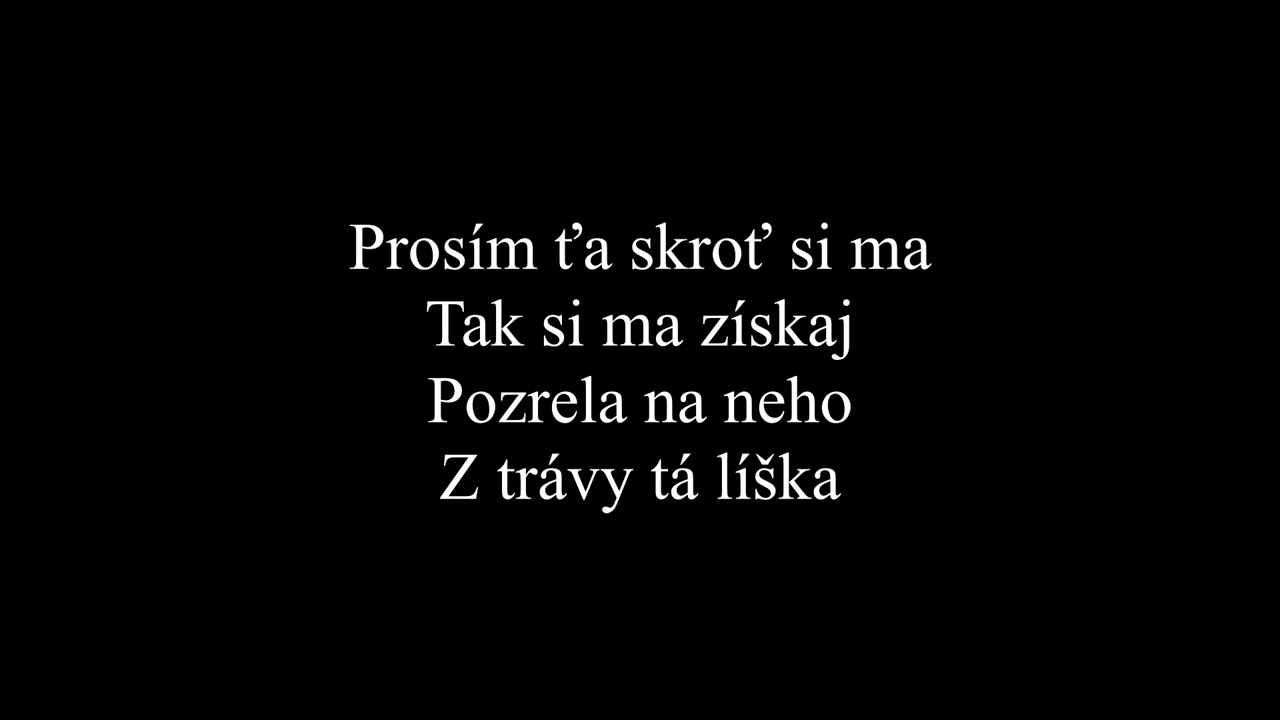 Prosím ťa skroť si ma
Tak si ma získaj
Pozrela na neho
Z trávy tá líška